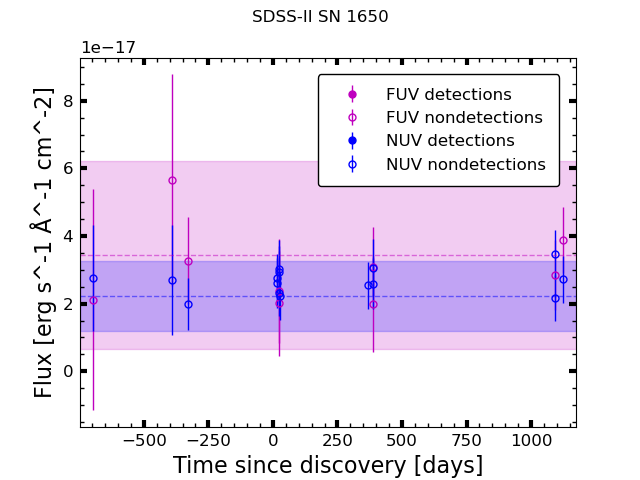 SDSS-II SN 1650
1e−17
FUV detections
FUV nondetections
NUV detections
NUV nondetections
8
6
4
2
0
Flux [erg s^-1 Å^-1 cm^-2]
−500 −250 0 250 500 750 1000
Time since discovery [days]